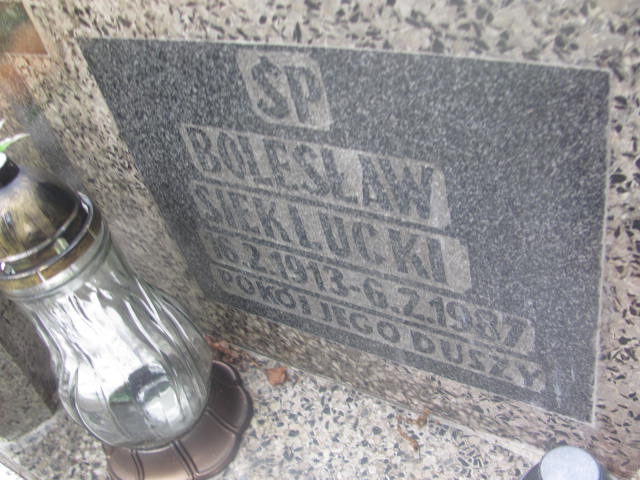 ŚP
BOLESŁAW
SIEKLUCKI
16.2.1913-6.2.1987
POKÓJ JEGO DUSZY